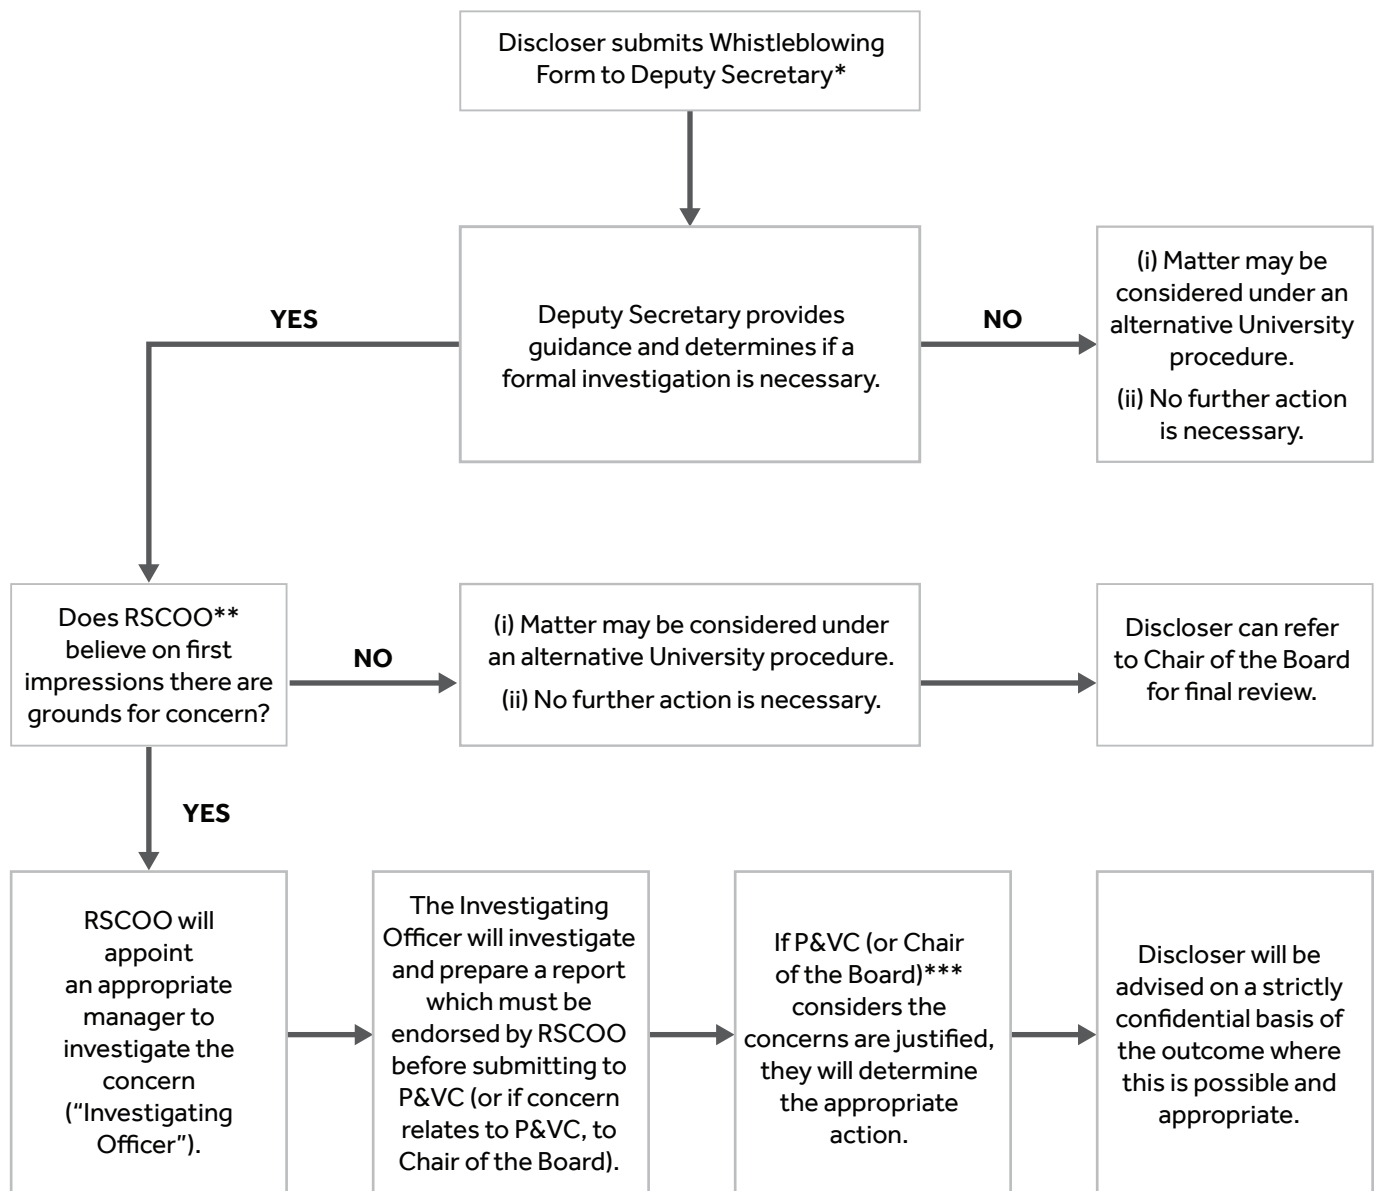 Discloser submits Whistleblowing
Form to Deputy Secretary*
YES
Deputy Secretary provides
guidance and determines if a
formal investigation is necessary.
NO
(i) Matter may be
considered under an
alternative University
procedure.
(ii) No further action
is necessary.
Does RSCOO**
believe on first
impressions there are
grounds for concern?
NO
(i) Matter may be considered under
an alternative University procedure.
(ii) No further action is necessary.
Discloser can refer
to Chair of the Board
for final review.
YES
RSCOO will
appoint
an appropriate
manager to
investigate the
concern
(“Investigating
Officer”).
The Investigating
Officer will investigate
and prepare a report
which must be
endorsed by RSCOO
before submitting to
P&VC (or if concern
relates to P&VC, to
Chair of the Board).
If P&VC (or Chair
of the Board)***
considers the
concerns are justified,
they will determine
the appropriate
action.
Discloser will be
advised on a strictly
confidential basis of
the outcome where
this is possible and
appropriate.